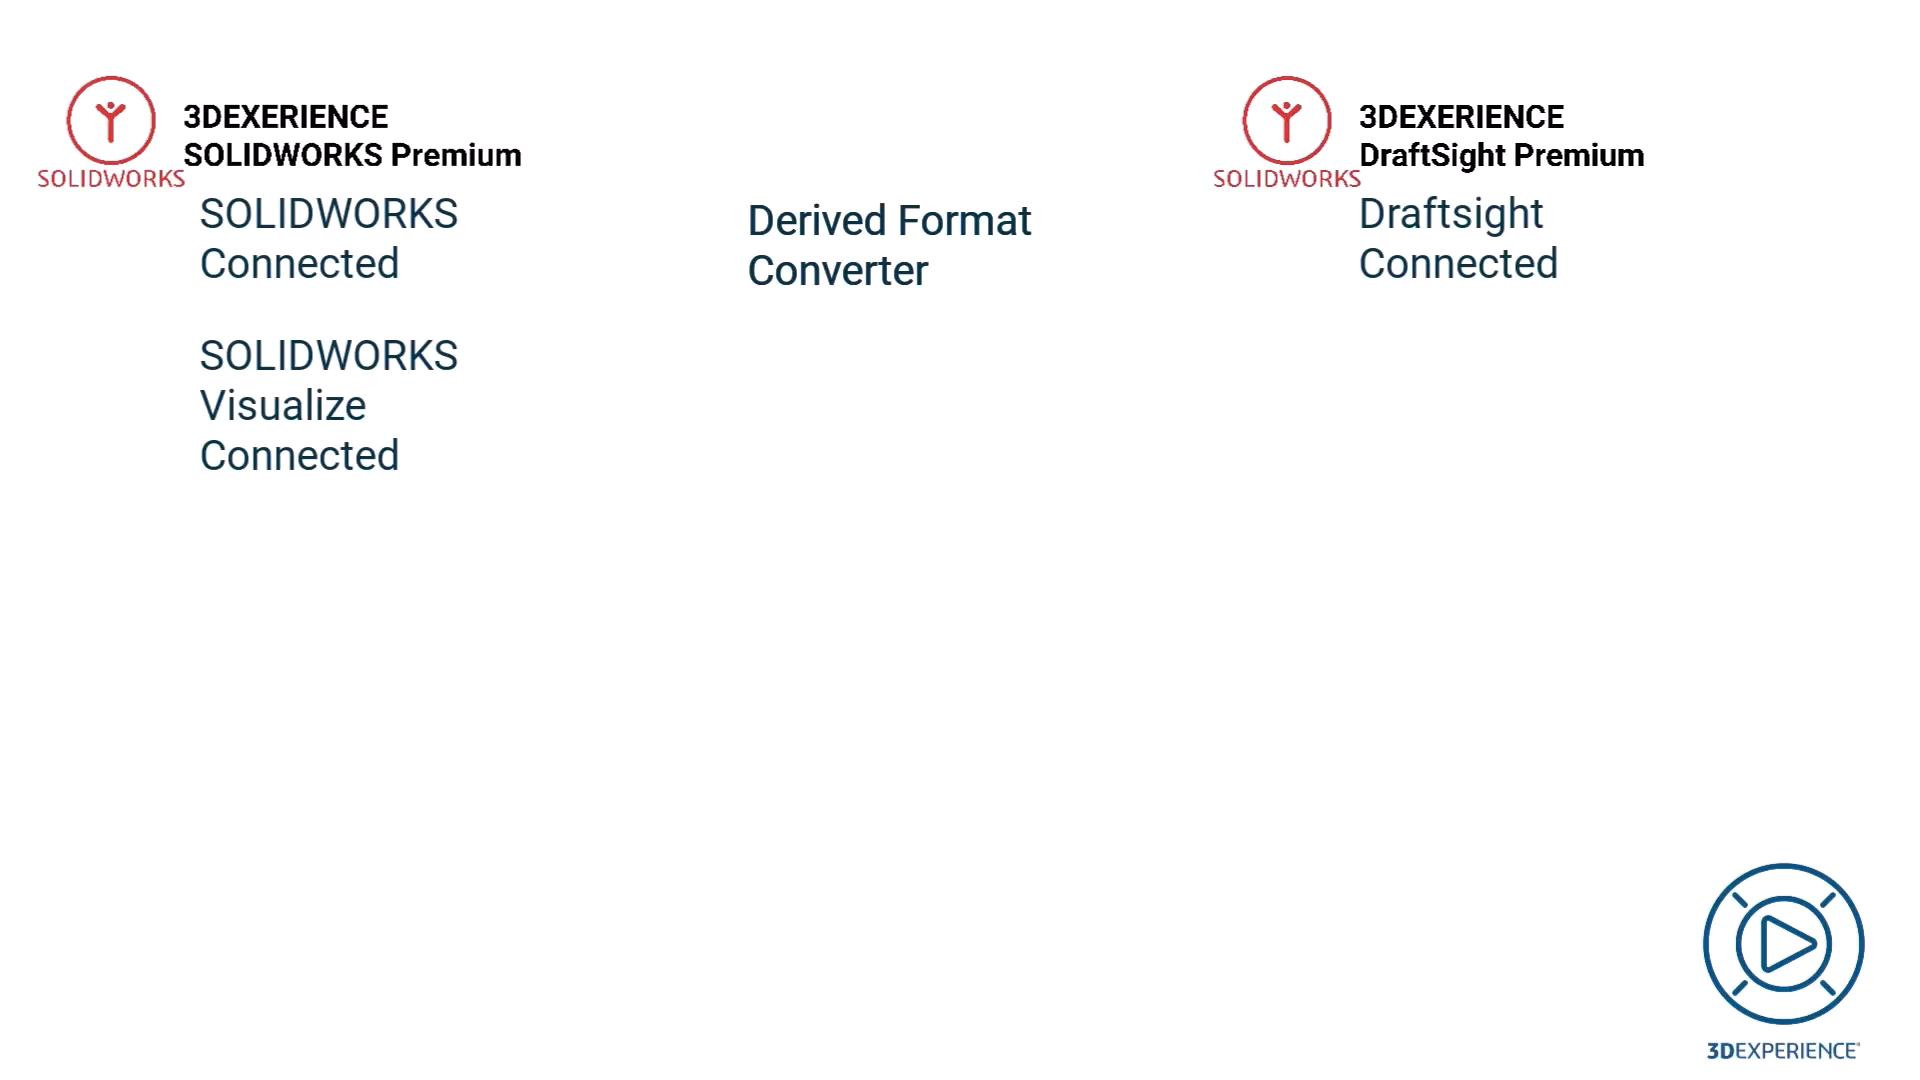 3DEXERIENCE
SOLIDWORKS Premium
SOLIDWORKS
SOLIDWORKS
Connected
SOLIDWORKS
Visualize
Connected
Derived Format
Converter
3DEXERIENCE
DraftSight Premium
SOLIDWORKS
Draftsight
Connected
3DEXPERIENCE